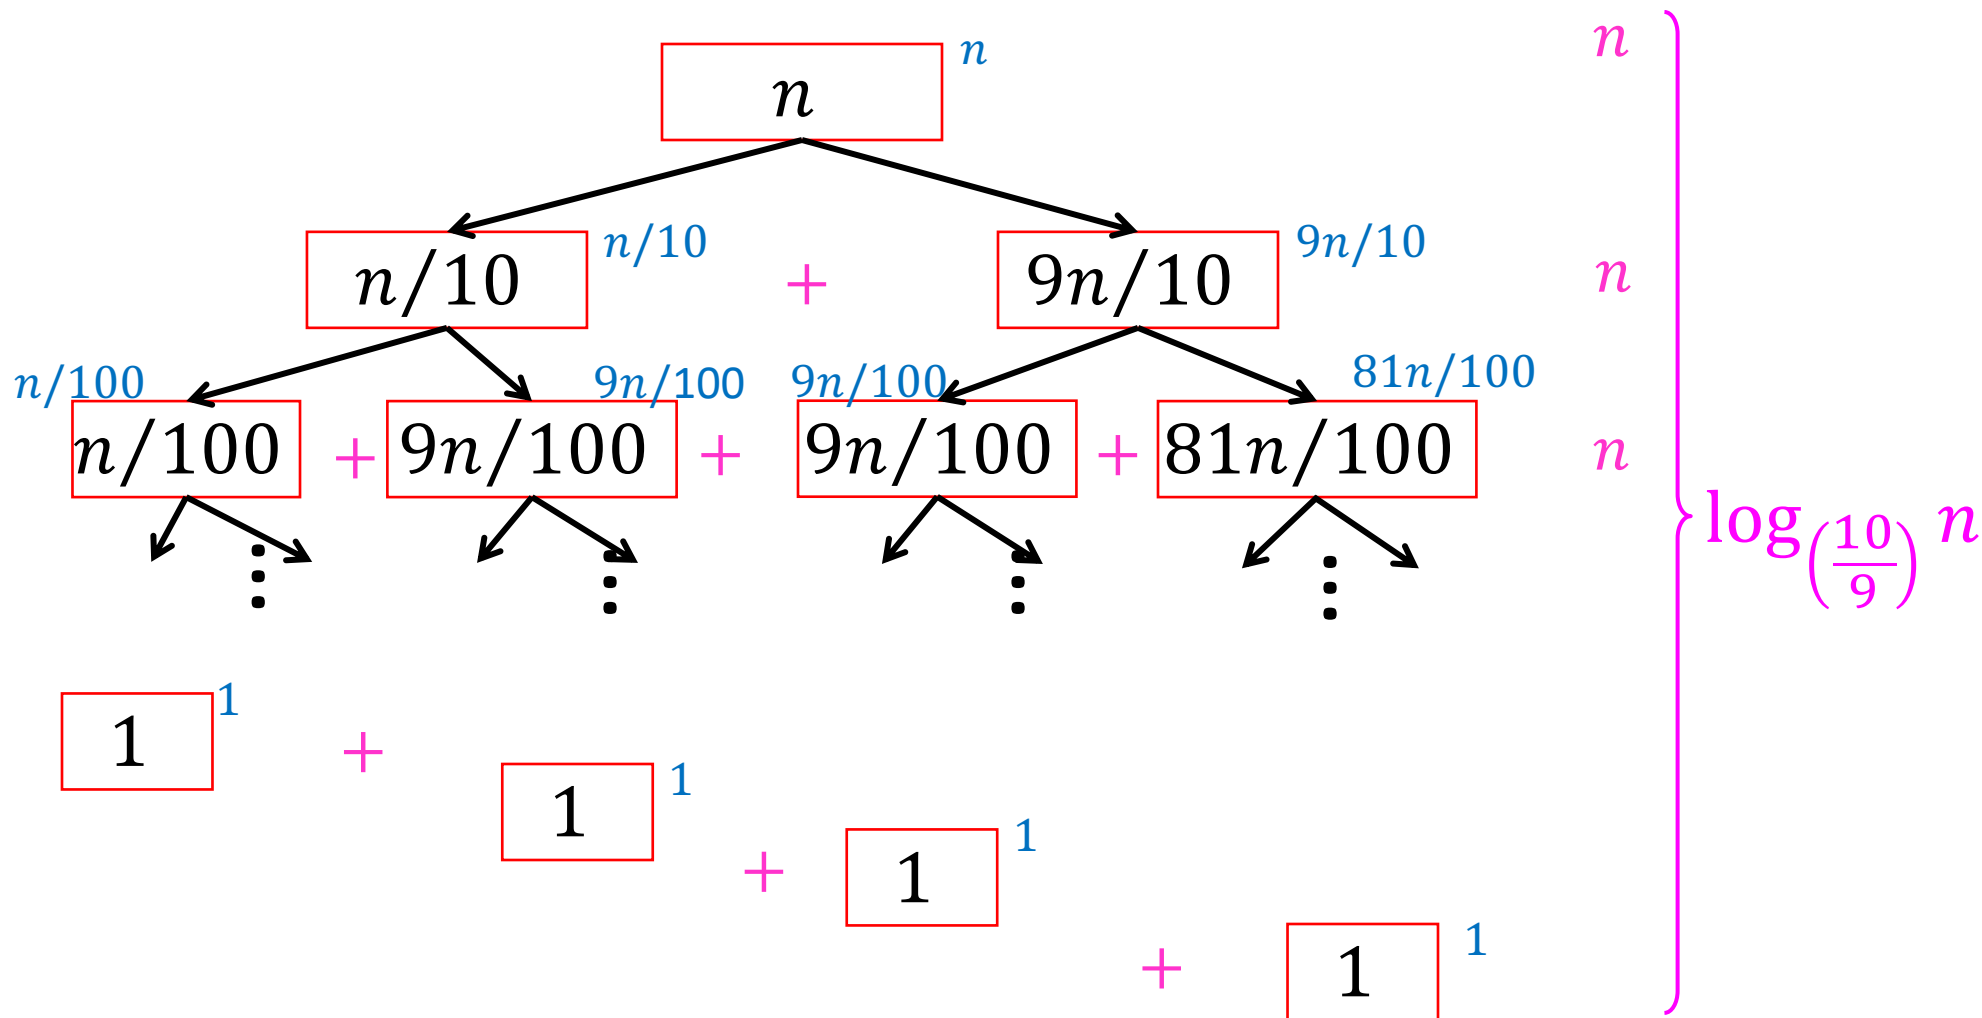 n n n
n/10 n/10 + 9n/10 9n/10 n
n/100 9n/100 9n/100 81n/100
n/100 + 9n/100 + 9n/100 + 81n/100 n
log(10/9) n
1 1 +
1 1
+ 1 1
+ 1 1